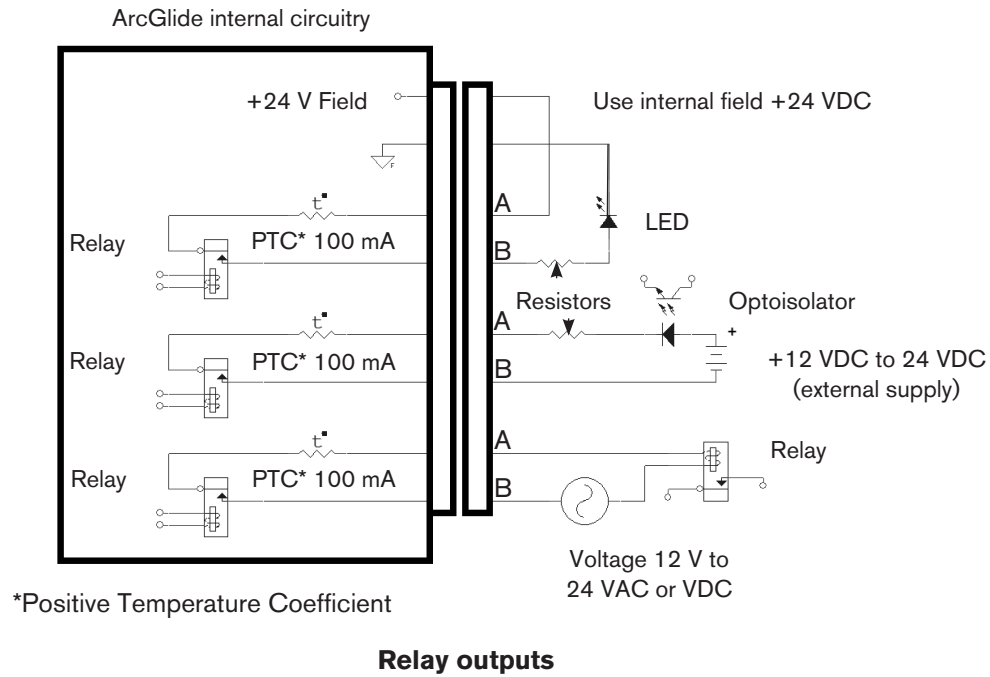 ArcGlide internal circuitry
+24 V Field
Use internal field +24 VDC
F
t°
A
LED
Relay
PTC* 100 mA
B
Resistors
Optoisolator
t°
A
+
Relay
PTC* 100 mA
B
+12 VDC to 24 VDC
(external supply)
t°
A
Relay
Relay
PTC* 100 mA
B
Voltage 12 V to
24 VAC or VDC
*Positive Temperature Coefficient
Relay outputs